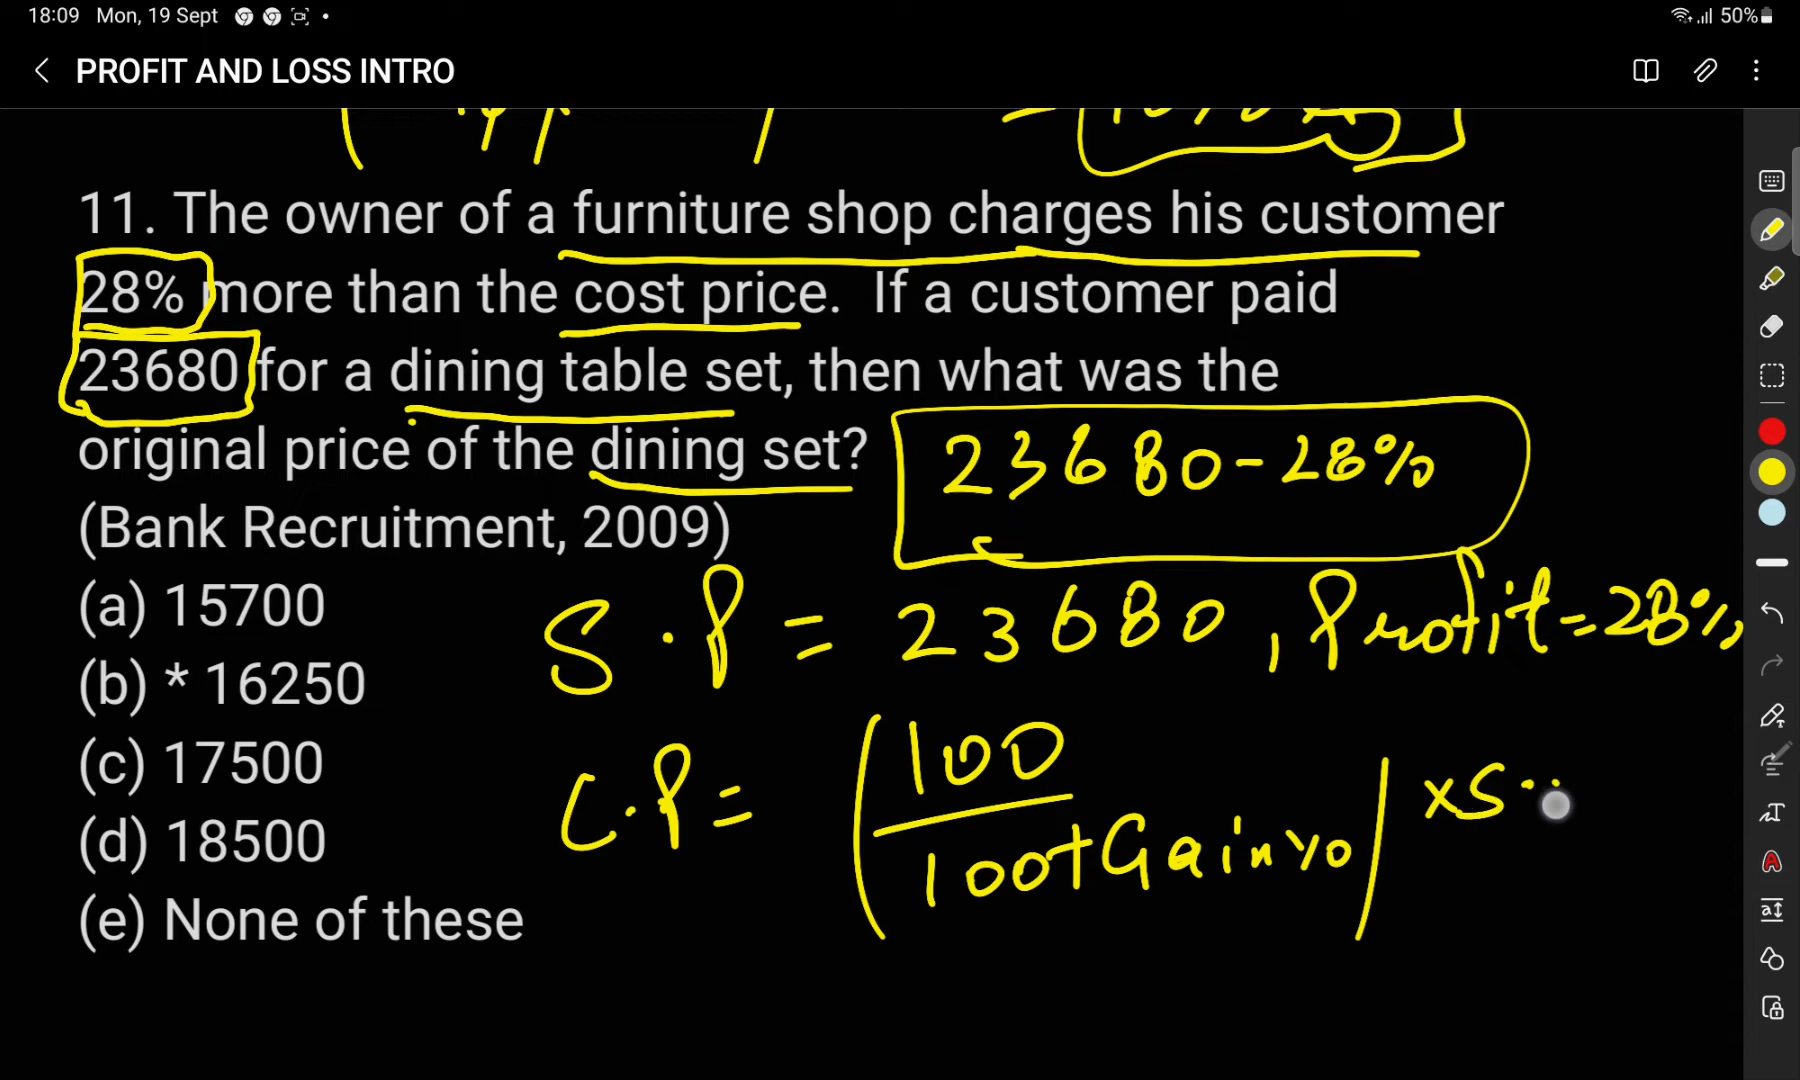 18:09 Mon, 19 Sept 50%
PROFIT AND LOSS INTRO
11. The owner of a furniture shop charges his customer
28% more than the cost price. If a customer paid
23680 for a dining table set, then what was the
original price of the dining set?
23680-28%
(Bank Recruitment, 2009)
(a) 15700
S.P = 23680, Profit=28%,
(b) * 16250
(c) 17500
C.P = (100/100+Gain%) ×S.
(d) 18500
(e) None of these